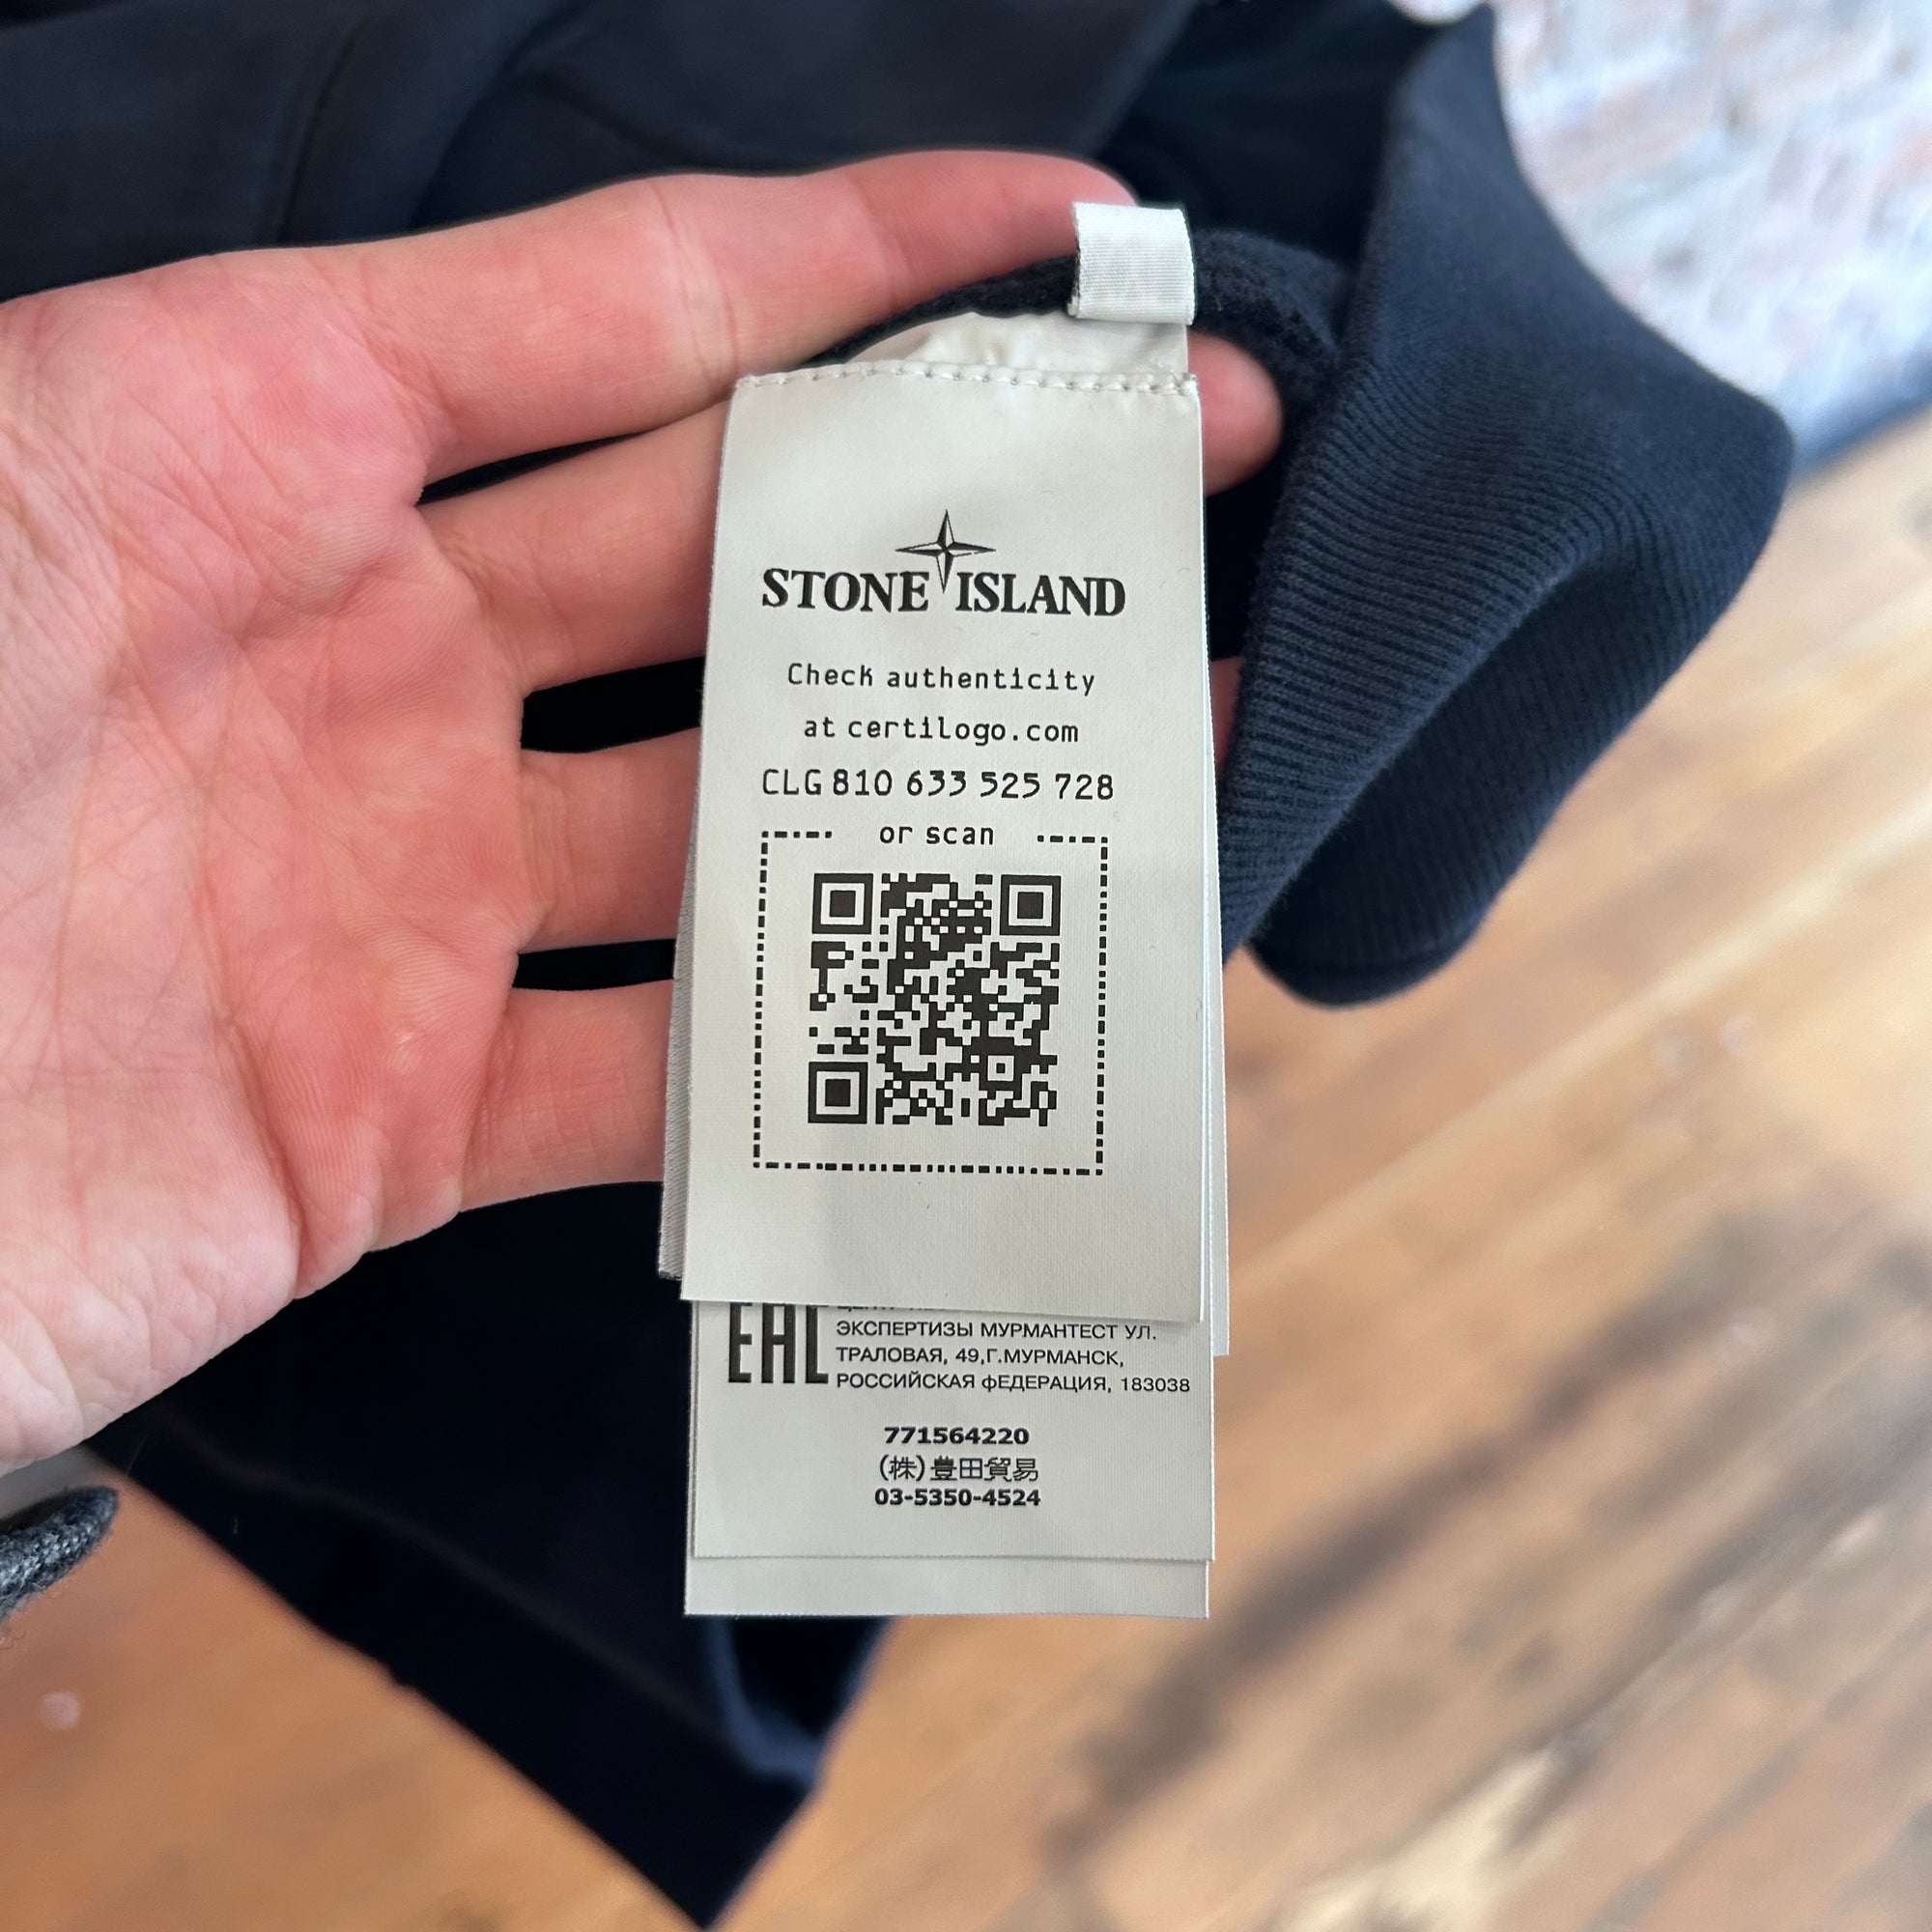 STONE ISLAND
Check authenticity
at certilogo.com
CLG 810 633 525 728
or scan
EAC
ЭКСПЕРТИЗЫ МУРМАНТЕСТ УЛ.
ТРАЛОВАЯ, 49,Г.МУРМАНСК,
РОССИЙСКАЯ ФЕДЕРАЦИЯ, 183038
771564220
(株)豊田貿易
03-5350-4524